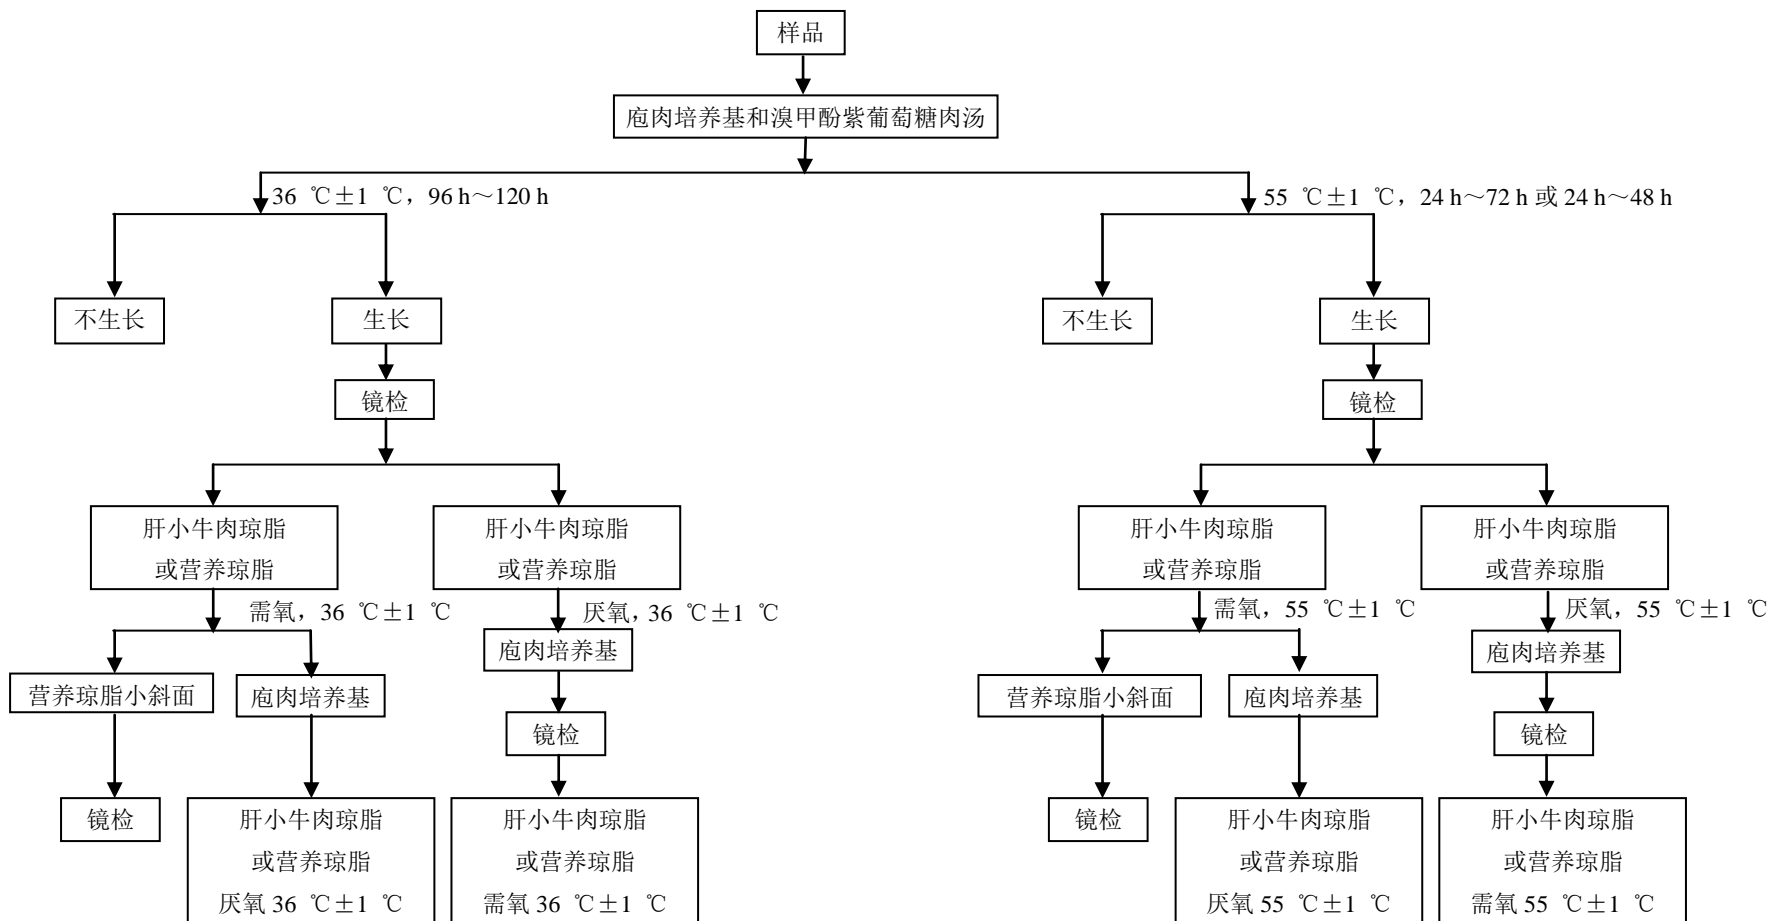 样品
庖肉培养基和溴甲酚紫葡萄糖肉汤
36 ℃±1 ℃，96 h～120 h
55 ℃±1 ℃，24 h～72 h 或 24 h～48 h
不生长
生长
不生长
生长
镜检
镜检
肝小牛肉琼脂
或营养琼脂
肝小牛肉琼脂
或营养琼脂
肝小牛肉琼脂
或营养琼脂
肝小牛肉琼脂
或营养琼脂
需氧，36 ℃±1 ℃
厌氧，36 ℃±1 ℃
需氧，55 ℃±1 ℃
厌氧，55 ℃±1 ℃
庖肉培养基
庖肉培养基
营养琼脂小斜面
庖肉培养基
营养琼脂小斜面
庖肉培养基
镜检
镜检
镜检
肝小牛肉琼脂
或营养琼脂
厌氧 36 ℃±1 ℃
肝小牛肉琼脂
或营养琼脂
需氧 36 ℃±1 ℃
镜检
肝小牛肉琼脂
或营养琼脂
厌氧 55 ℃±1 ℃
肝小牛肉琼脂
或营养琼脂
需氧 55 ℃±1 ℃